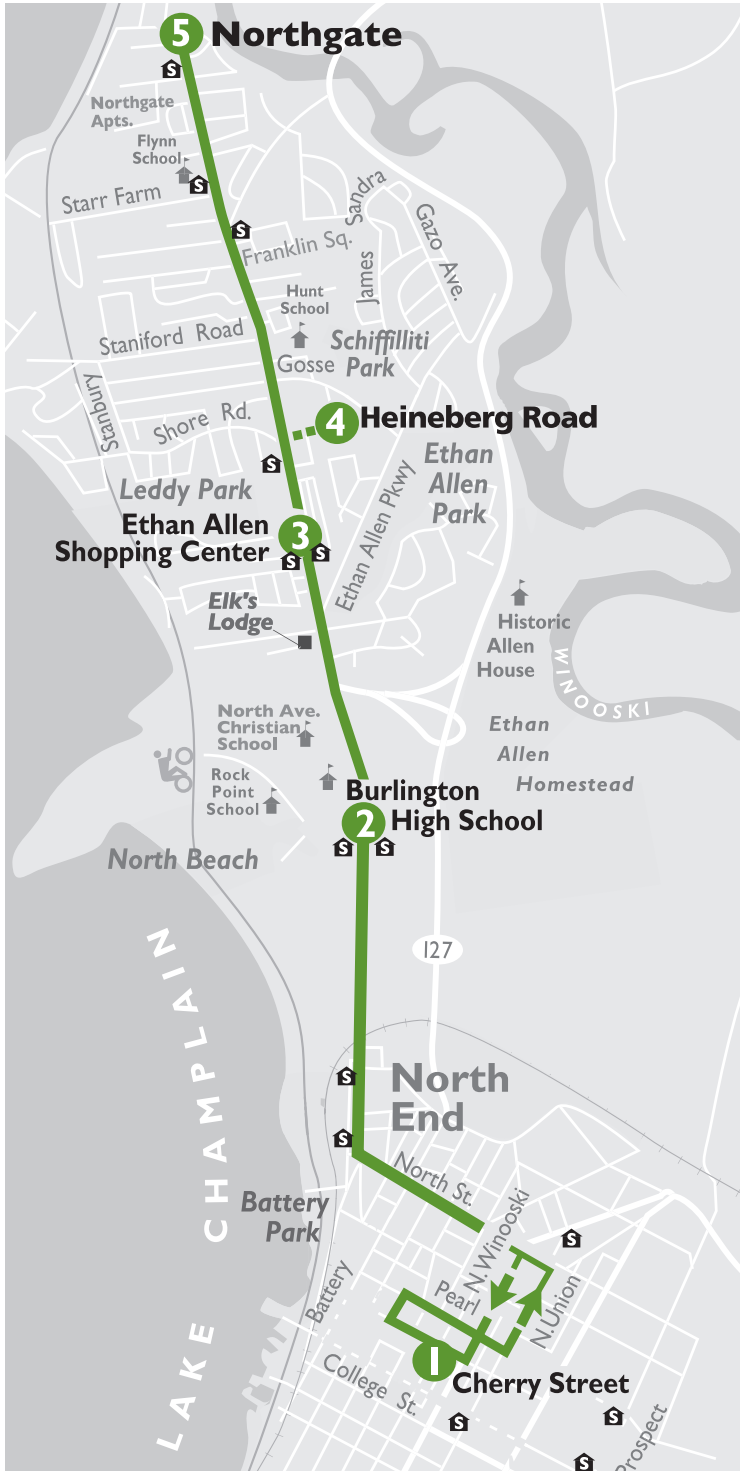 5 Northgate
S
Northgate
Apts.
Flynn
School
S
Starr Farm
Sandra
S
Franklin Sq.
Gazo Ave.
James
Hunt
School
Staniford Road
Schiffilliti
Park
Gosse
Stanbury
Shore Rd.
4 Heineberg Road
S
Ethan
Allen
Park
Leddy Park
Ethan Allen
Shopping Center
3
S
S
Ethan Allen Pkwy
Elk's
Lodge
Historic
Allen
House
WINOOSKI
North Ave.
Christian
School
Ethan
Allen
Homestead
Rock
Point
School
Burlington
High School
2
S
S
North Beach
127
LAKE CHAMPLAIN
S
North
End
S
North St.
Battery
Park
N. Winooski
S
Battery
Pearl
N. Union
1
Cherry Street
College St.
S
S
Prospect
S